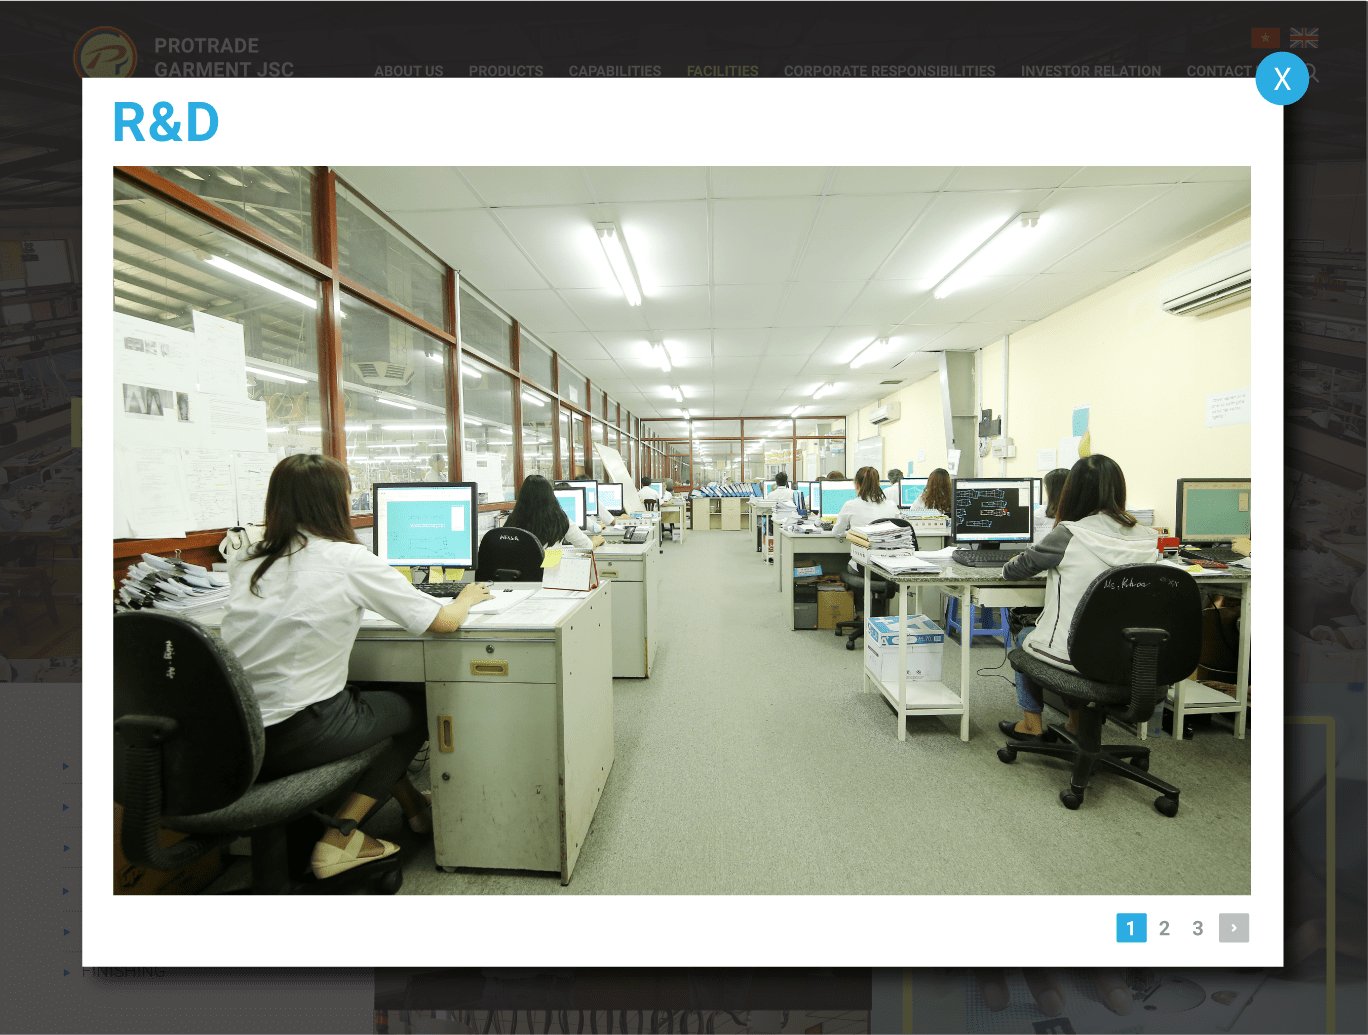 PROTRADE
GARMENT JSC
ABOUT US PRODUCTS CAPABILITIES FACILITIES CORPORATE RESPONSIBILITIES INVESTOR RELATION CONTACT
X
R&D
1 2 3 >
FINISHING